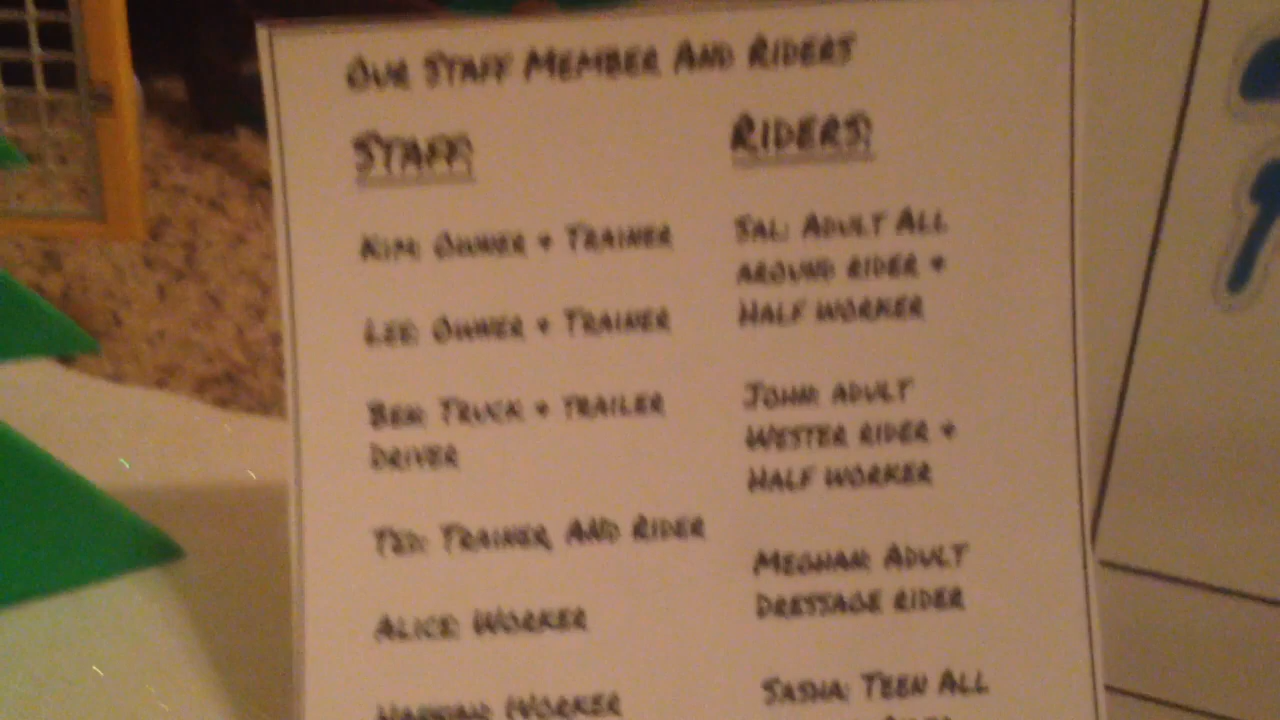 Our Staff Member And Riders
Staff:
Kim: Owner + Trainer
Lee: Owner + Trainer
Ben: Truck + trailer
driver
Ted: Trainer And Rider
Alice: Worker
Hannah: Worker
Riders:
Sal: Adult All
around rider +
Half worker
John: adult
Wester rider +
Half worker
Meghan: Adult
Dressage rider
Sasha: Teen All